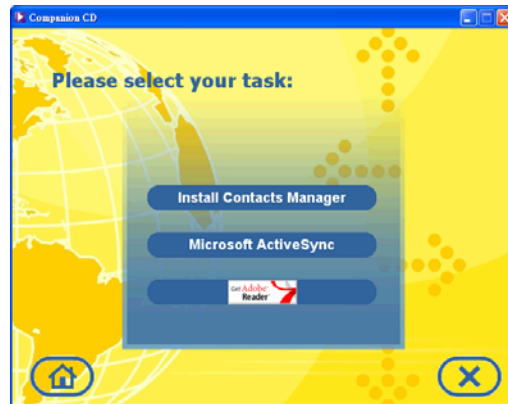 Companion CD
Please select your task:
Install Contacts Manager
Microsoft ActiveSync
Get Adobe
Reader